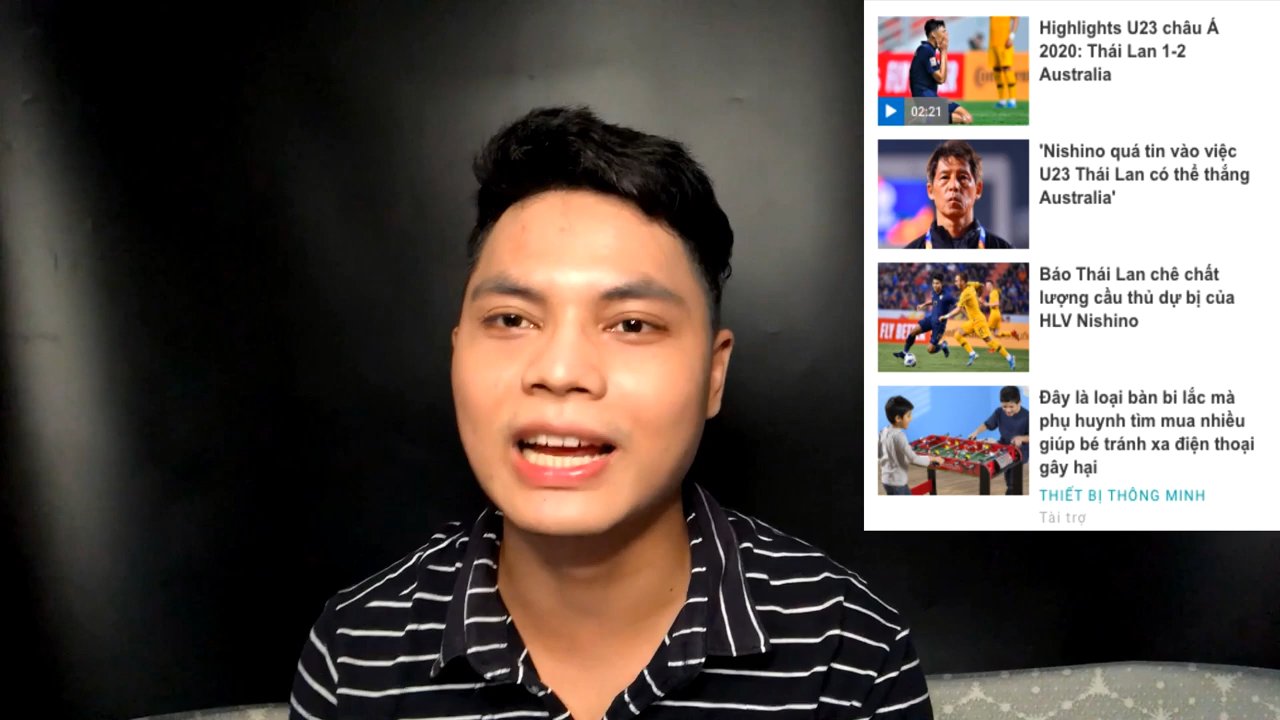 Highlights U23 châu Á
2020: Thái Lan 1-2
Australia
02:21
'Nishino quá tin vào việc
U23 Thái Lan có thể thắng
Australia'
Báo Thái Lan chê chất
lượng cầu thủ dự bị của
HLV Nishino
FLY BET
Đây là loại bàn bi lắc mà
phụ huynh tìm mua nhiều
giúp bé tránh xa điện thoại
gây hại
THIẾT BỊ THÔNG MINH
Tài trợ